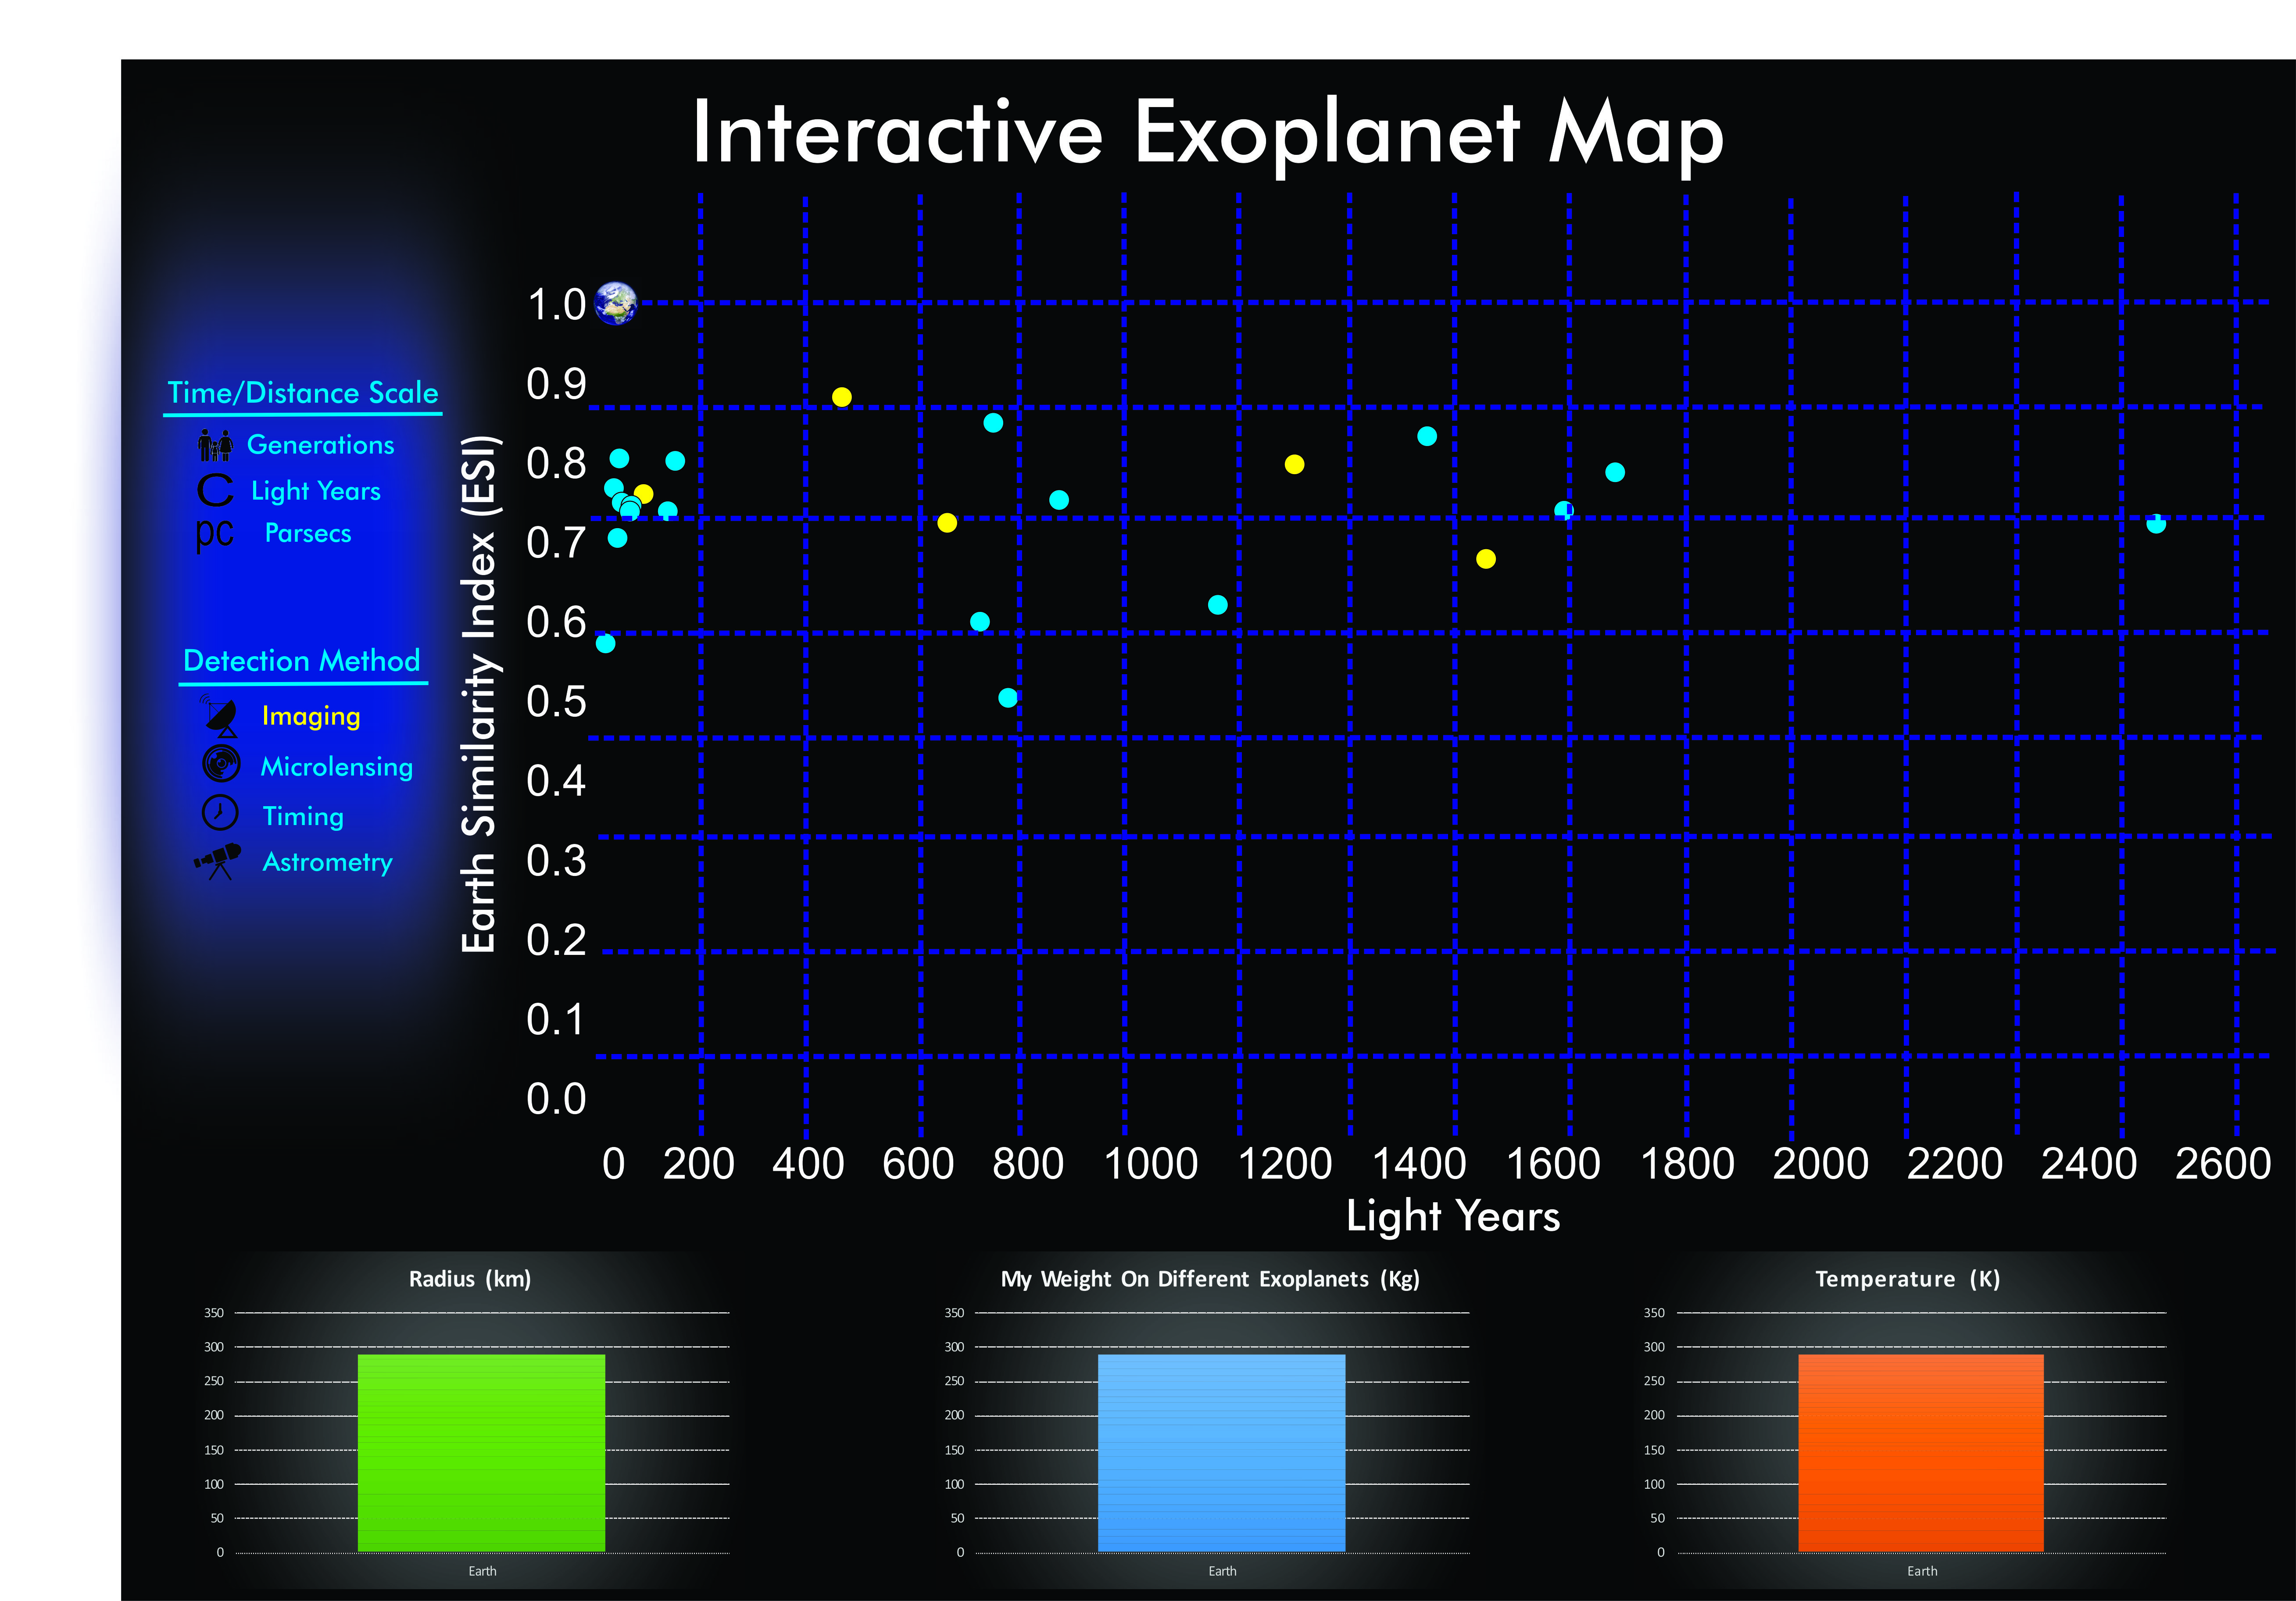 Interactive Exoplanet Map
Time/Distance Scale
Generations
C Light Years
pc Parsecs
Detection Method
Imaging
Microlensing
Timing
Astrometry
Earth Similarity Index (ESI)
1.0
0.9
0.8
0.7
0.6
0.5
0.4
0.3
0.2
0.1
0.0
0 200 400 600 800 1000 1200 1400 1600 1800 2000 2200 2400 2600
Light Years
Radius (km)
350
300
250
200
150
100
50
0
Earth
My Weight On Different Exoplanets (Kg)
350
300
250
200
150
100
50
0
Earth
Temperature (K)
350
300
250
200
150
100
50
0
Earth